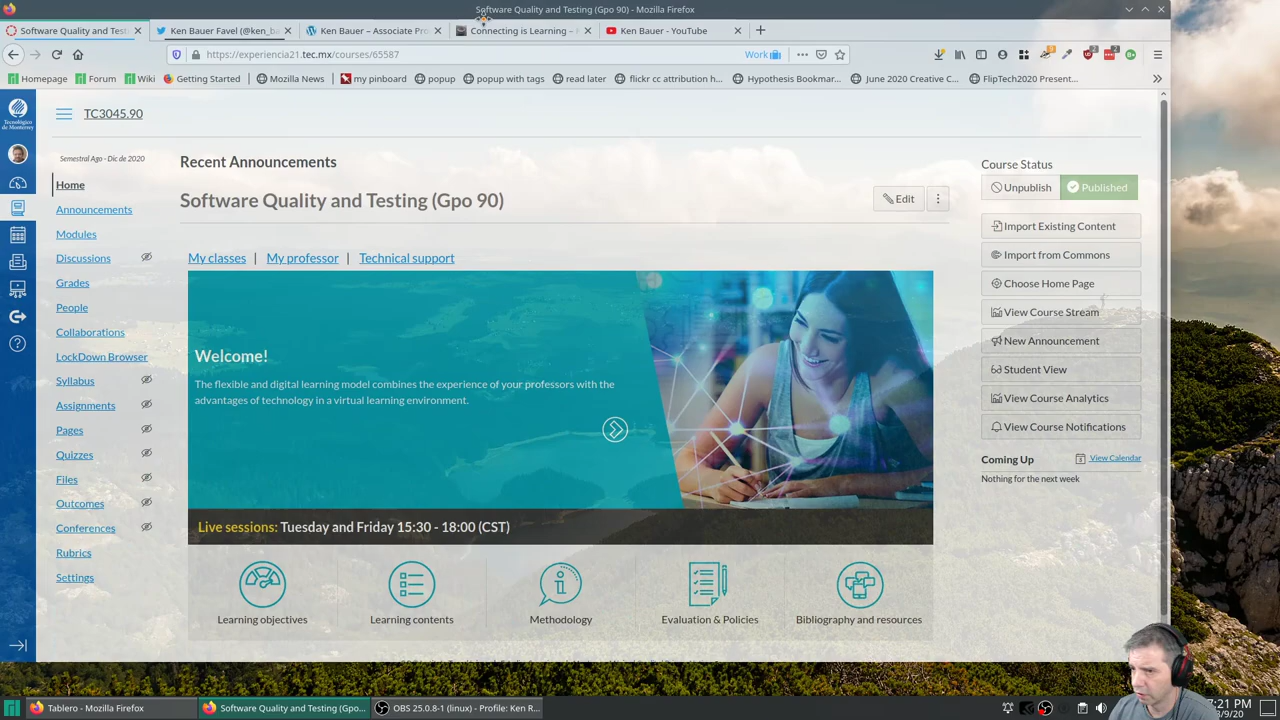 Software Quality and Testing (Gpo 90) - Mozilla Firefox
Software Quality and Testi
Ken Bauer Favel (@ken_ba
Ken Bauer – Associate Pro
Connecting is Learning –
Ken Bauer - YouTube
https://experiencia21.tec.mx/courses/65587
Work
Homepage
Forum
Wiki
Getting Started
Mozilla News
my pinboard
popup
popup with tags
read later
flickr cc attribution h...
Hypothesis Bookmar...
June 2020 Creative C...
FlipTech2020 Present...
Tecnológico
de Monterrey
TC3045.90
Semestral Ago - Dic de 2020
Home
Announcements
Modules
Discussions
Grades
People
Collaborations
LockDown Browser
Syllabus
Assignments
Pages
Quizzes
Files
Outcomes
Conferences
Rubrics
Settings
Recent Announcements
Software Quality and Testing (Gpo 90)
Edit
My classes | My professor | Technical support
Welcome!
The flexible and digital learning model combines the experience of your professors with the
advantages of technology in a virtual learning environment.
Live sessions: Tuesday and Friday 15:30 - 18:00 (CST)
Learning objectives
Learning contents
Methodology
Evaluation & Policies
Bibliography and resources
Course Status
Unpublish
Published
Import Existing Content
Import from Commons
Choose Home Page
View Course Stream
New Announcement
Student View
View Course Analytics
View Course Notifications
Coming Up
View Calendar
Nothing for the next week
Tablero - Mozilla Firefox
Software Quality and Testing (Gpo...
OBS 25.0.8-1 (linux) - Profile: Ken R...
:21 PM
/9/20